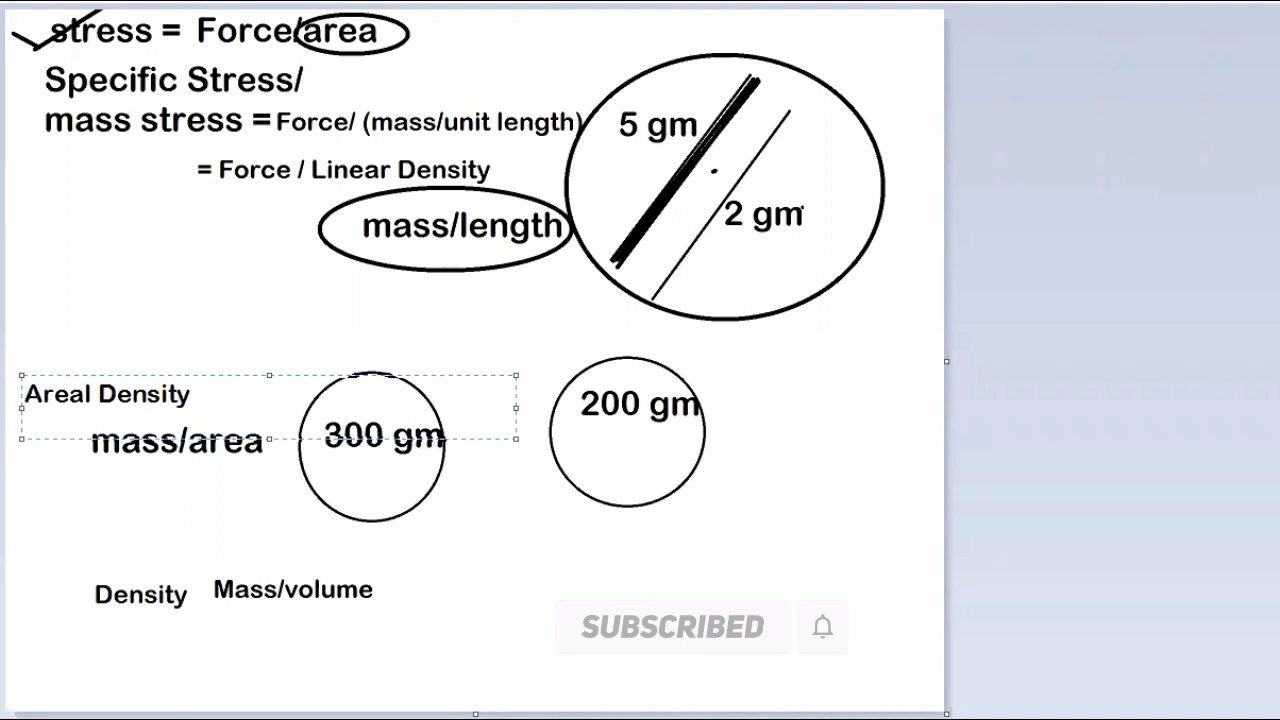 stress = Force/area
Specific Stress/
mass stress = Force/ (mass/unit length)
= Force / Linear Density
mass/length
5 gm
2 gm
Areal Density
mass/area
300 gm
200 gm
Density Mass/volume
SUBSCRIBED